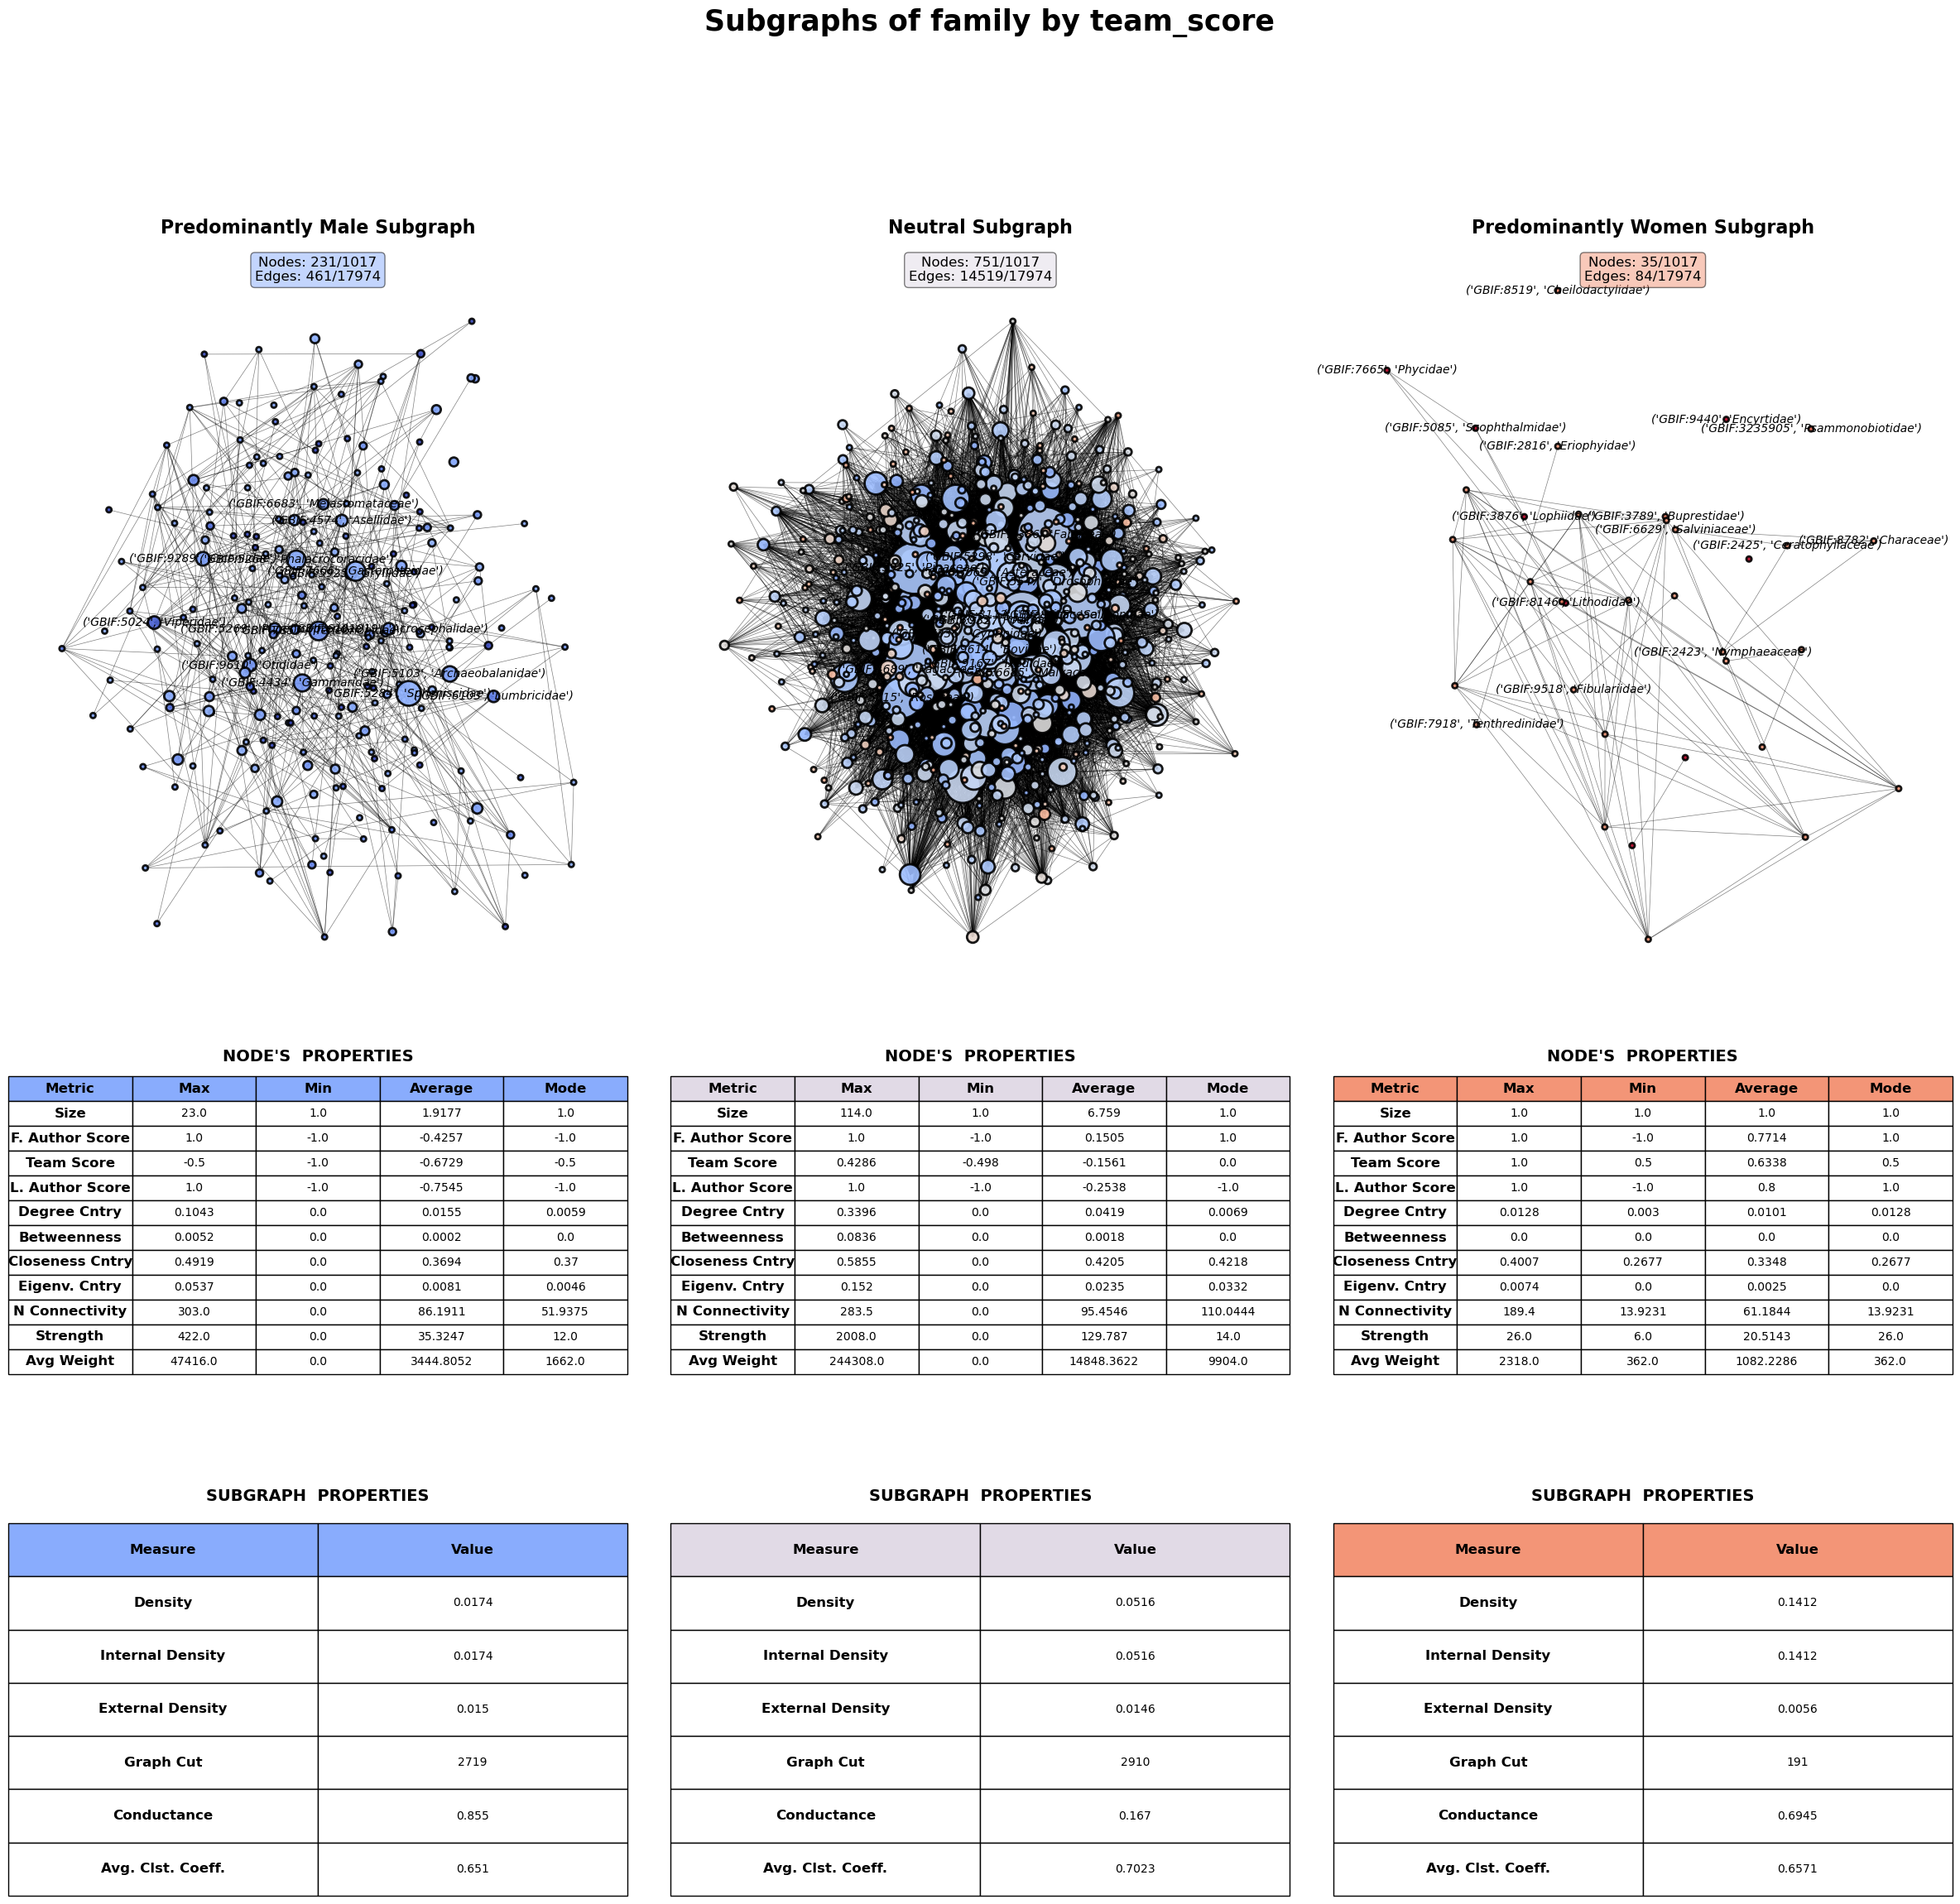 Subgraphs of family by team_score
Predominantly Male Subgraph
Nodes: 231/1017
Edges: 461/17974
('GBIF:6683', 'Melastomataceae')
'Asellidae')
('GBIF:9289',
'Phalacrocoracidae')
('GBIF:5024', 'Viperidae')
'Acrocephalidae')
'Otididae')
('GBIF:5103', 'Archaeobalanidae')
('GBIF:4434', 'Gammaridae')
'Lumbricidae')
Neutral Subgraph
Nodes: 751/1017
Edges: 14519/17974
Predominantly Women Subgraph
Nodes: 35/1017
Edges: 84/17974
('GBIF:8519', 'Cheilodactylidae')
('GBIF:7665', 'Phycidae')
('GBIF:9440', 'Encyrtidae')
('GBIF:5085', 'Scophthalmidae')
('GBIF:3235905', 'Psammonobiotidae')
('GBIF:2816', 'Eriophyidae')
('GBIF:3876', 'Lophiidae')
('GBIF:3789', 'Buprestidae')
('GBIF:6629', 'Salviniaceae')
('GBIF:8782', 'Characeae')
('GBIF:2425', 'Ceratophyllaceae')
('GBIF:8146', 'Lithodidae')
('GBIF:2423', 'Nymphaeaceae')
('GBIF:9518', 'Fibulariidae')
('GBIF:7918', 'Tenthredinidae')
NODE'S  PROPERTIES
Metric Max Min Average Mode
Size 23.0 1.0 1.9177 1.0
F. Author Score 1.0 -1.0 -0.4257 -1.0
Team Score -0.5 -1.0 -0.6729 -0.5
L. Author Score 1.0 -1.0 -0.7545 -1.0
Degree Cntry 0.1043 0.0 0.0155 0.0059
Betweenness 0.0052 0.0 0.0002 0.0
Closeness Cntry 0.4919 0.0 0.3694 0.37
Eigenv. Cntry 0.0537 0.0 0.0081 0.0046
N Connectivity 303.0 0.0 86.1911 51.9375
Strength 422.0 0.0 35.3247 12.0
Avg Weight 47416.0 0.0 3444.8052 1662.0
NODE'S  PROPERTIES
Metric Max Min Average Mode
Size 114.0 1.0 6.759 1.0
F. Author Score 1.0 -1.0 0.1505 1.0
Team Score 0.4286 -0.498 -0.1561 0.0
L. Author Score 1.0 -1.0 -0.2538 -1.0
Degree Cntry 0.3396 0.0 0.0419 0.0069
Betweenness 0.0836 0.0 0.0018 0.0
Closeness Cntry 0.5855 0.0 0.4205 0.4218
Eigenv. Cntry 0.152 0.0 0.0235 0.0332
N Connectivity 283.5 0.0 95.4546 110.0444
Strength 2008.0 0.0 129.787 14.0
Avg Weight 244308.0 0.0 14848.3622 9904.0
NODE'S  PROPERTIES
Metric Max Min Average Mode
Size 1.0 1.0 1.0 1.0
F. Author Score 1.0 -1.0 0.7714 1.0
Team Score 1.0 0.5 0.6338 0.5
L. Author Score 1.0 -1.0 0.8 1.0
Degree Cntry 0.0128 0.003 0.0101 0.0128
Betweenness 0.0 0.0 0.0 0.0
Closeness Cntry 0.4007 0.2677 0.3348 0.2677
Eigenv. Cntry 0.0074 0.0 0.0025 0.0
N Connectivity 189.4 13.9231 61.1844 13.9231
Strength 26.0 6.0 20.5143 26.0
Avg Weight 2318.0 362.0 1082.2286 362.0
SUBGRAPH  PROPERTIES
Measure Value
Density 0.0174
Internal Density 0.0174
External Density 0.015
Graph Cut 2719
Conductance 0.855
Avg. Clst. Coeff. 0.651
SUBGRAPH  PROPERTIES
Measure Value
Density 0.0516
Internal Density 0.0516
External Density 0.0146
Graph Cut 2910
Conductance 0.167
Avg. Clst. Coeff. 0.7023
SUBGRAPH  PROPERTIES
Measure Value
Density 0.1412
Internal Density 0.1412
External Density 0.0056
Graph Cut 191
Conductance 0.6945
Avg. Clst. Coeff. 0.6571